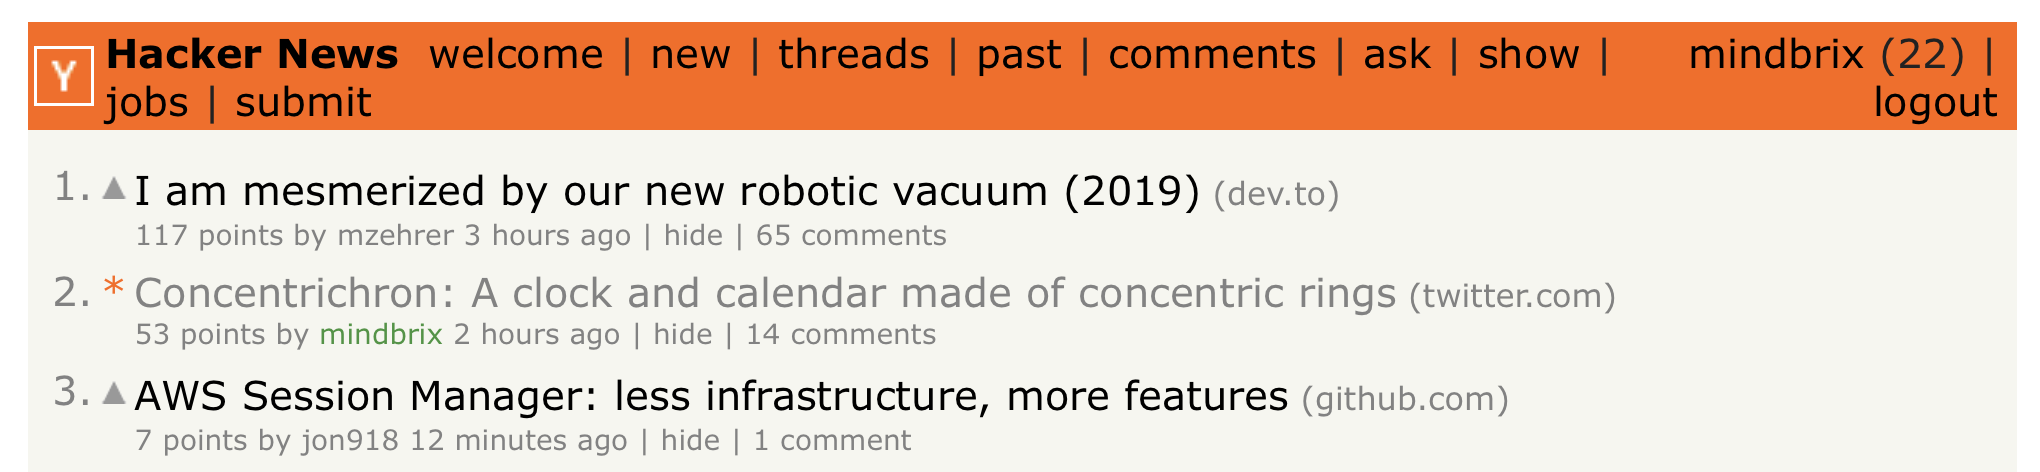 Y Hacker News welcome | new | threads | past | comments | ask | show | mindbrix (22) |
jobs | submit logout
1. ▲ I am mesmerized by our new robotic vacuum (2019) (dev.to)
117 points by mzehrer 3 hours ago | hide | 65 comments
2. * Concentrichron: A clock and calendar made of concentric rings (twitter.com)
53 points by mindbrix 2 hours ago | hide | 14 comments
3. ▲ AWS Session Manager: less infrastructure, more features (github.com)
7 points by jon918 12 minutes ago | hide | 1 comment